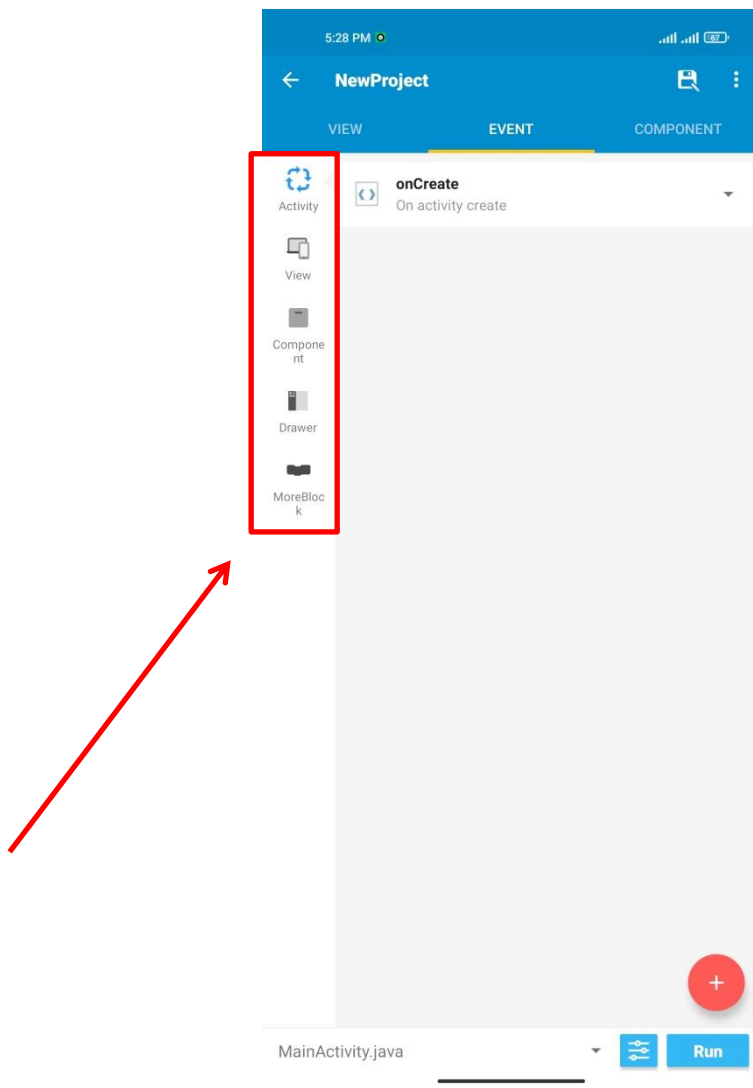 5:28 PM
67
NewProject
VIEW EVENT COMPONENT
Activity
onCreate
On activity create
View
Compone
nt
Drawer
MoreBloc
k
MainActivity.java
Run